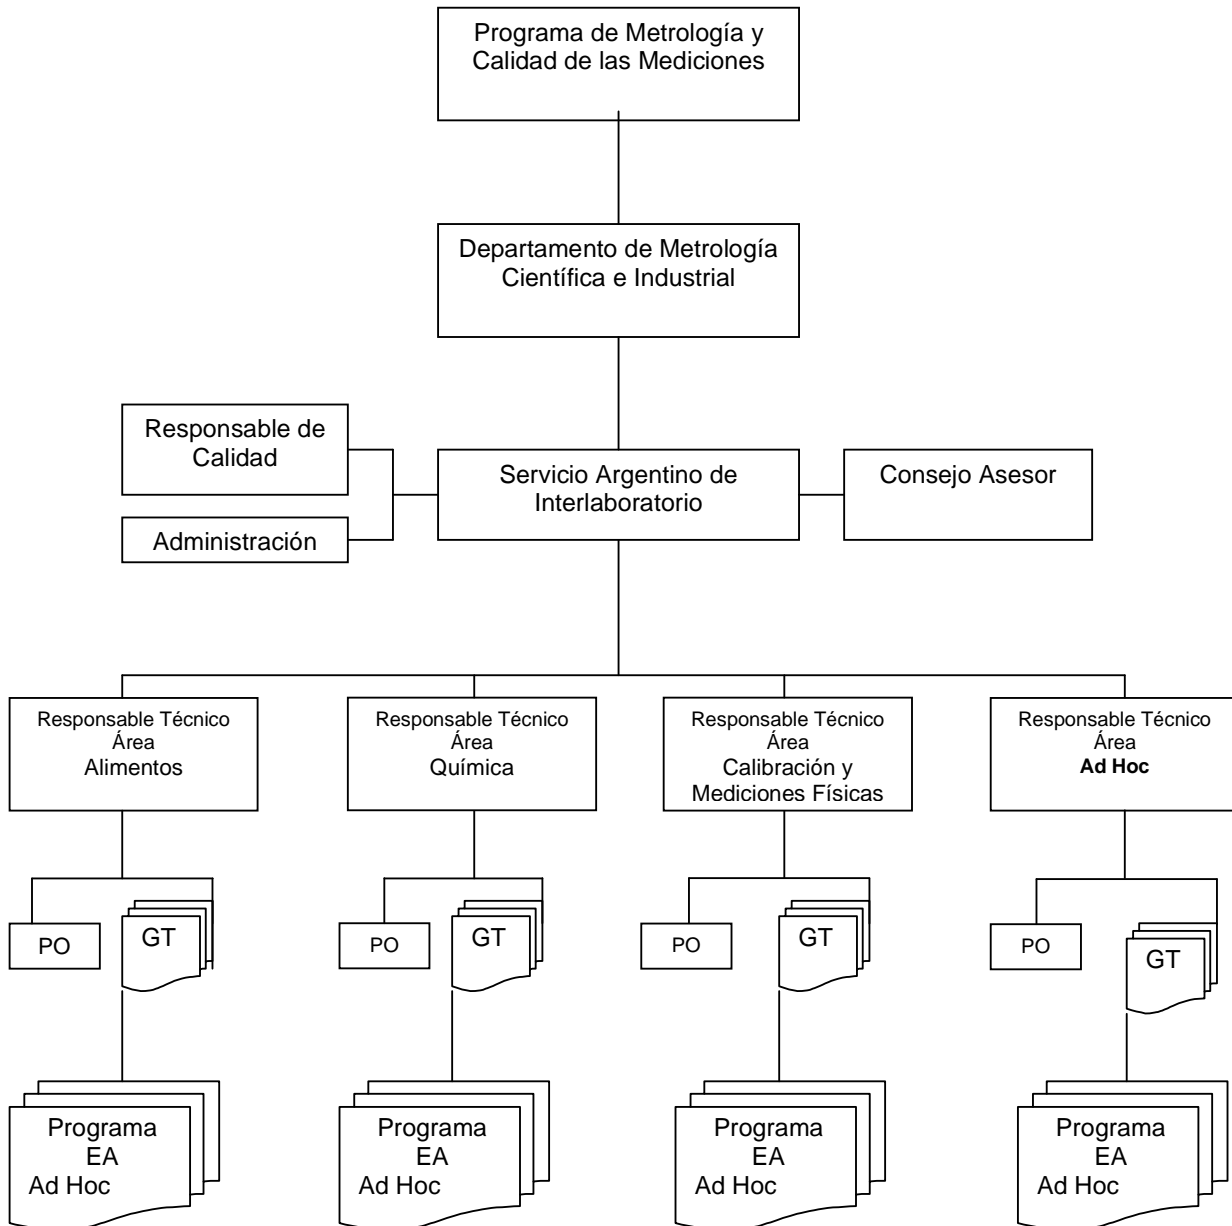 Programa de Metrología y
Calidad de las Mediciones
Departamento de Metrología
Científica e Industrial
Responsable de
Calidad
Administración
Servicio Argentino de
Interlaboratorio
Consejo Asesor
Responsable Técnico
Área
Alimentos
Responsable Técnico
Área
Química
Responsable Técnico
Área
Calibración y
Mediciones Físicas
Responsable Técnico
Área
Ad Hoc
PO
GT
PO
GT
PO
GT
PO
GT
Programa
EA
Ad Hoc
Programa
EA
Ad Hoc
Programa
EA
Ad Hoc
Programa
EA
Ad Hoc